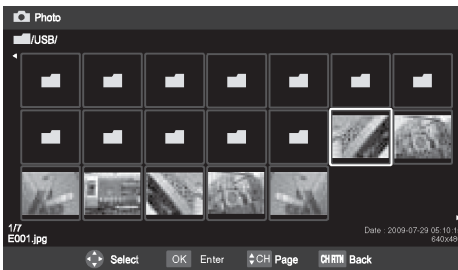 Photo
/USB/
1/7
E001.jpg
Date : 2009-07-29 05:10:1
640x48
Select OK Enter CH Page CH RTN Back